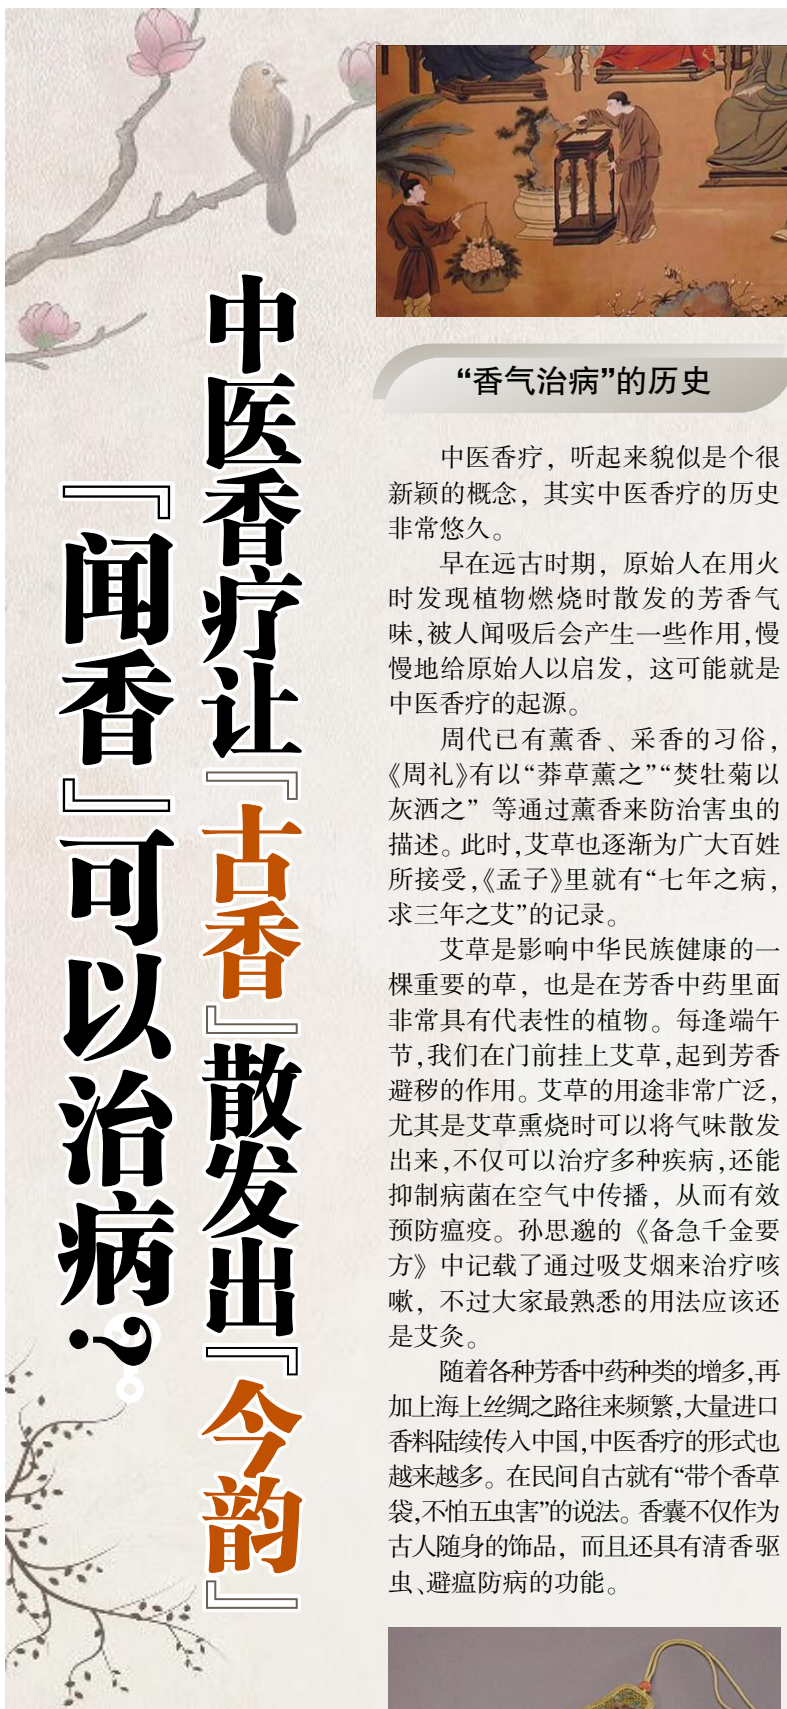 『闻香』可以治病?
中医香疗让『古香』散发出『今韵』
“香气治病”的历史
中医香疗，听起来貌似是个很
新颖的概念，其实中医香疗的历史
非常悠久。
早在远古时期，原始人在用火
时发现植物燃烧时散发的芳香气
味,被人闻吸后会产生一些作用,慢
慢地给原始人以启发，这可能就是
中医香疗的起源。
周代已有薰香、采香的习俗，
《周礼》有以“莽草薰之”“焚牡菊以
灰洒之”等通过薰香来防治害虫的
描述。此时,艾草也逐渐为广大百姓
所接受,《孟子》里就有“七年之病，
求三年之艾”的记录。
艾草是影响中华民族健康的一
棵重要的草，也是在芳香中药里面
非常具有代表性的植物。每逢端午
节,我们在门前挂上艾草,起到芳香
避秽的作用。艾草的用途非常广泛，
尤其是艾草熏烧时可以将气味散发
出来,不仅可以治疗多种疾病,还能
抑制病菌在空气中传播，从而有效
预防瘟疫。孙思邈的《备急千金要
方》中记载了通过吸艾烟来治疗咳
嗽，不过大家最熟悉的用法应该还
是艾灸。
随着各种芳香中药种类的增多,再
加上海上丝绸之路往来频繁,大量进口
香料陆续传入中国,中医香疗的形式也
越来越多。在民间自古就有“带个香草
袋,不怕五虫害”的说法。香囊不仅作为
古人随身的饰品，而且还具有清香驱
虫、避瘟防病的功能。